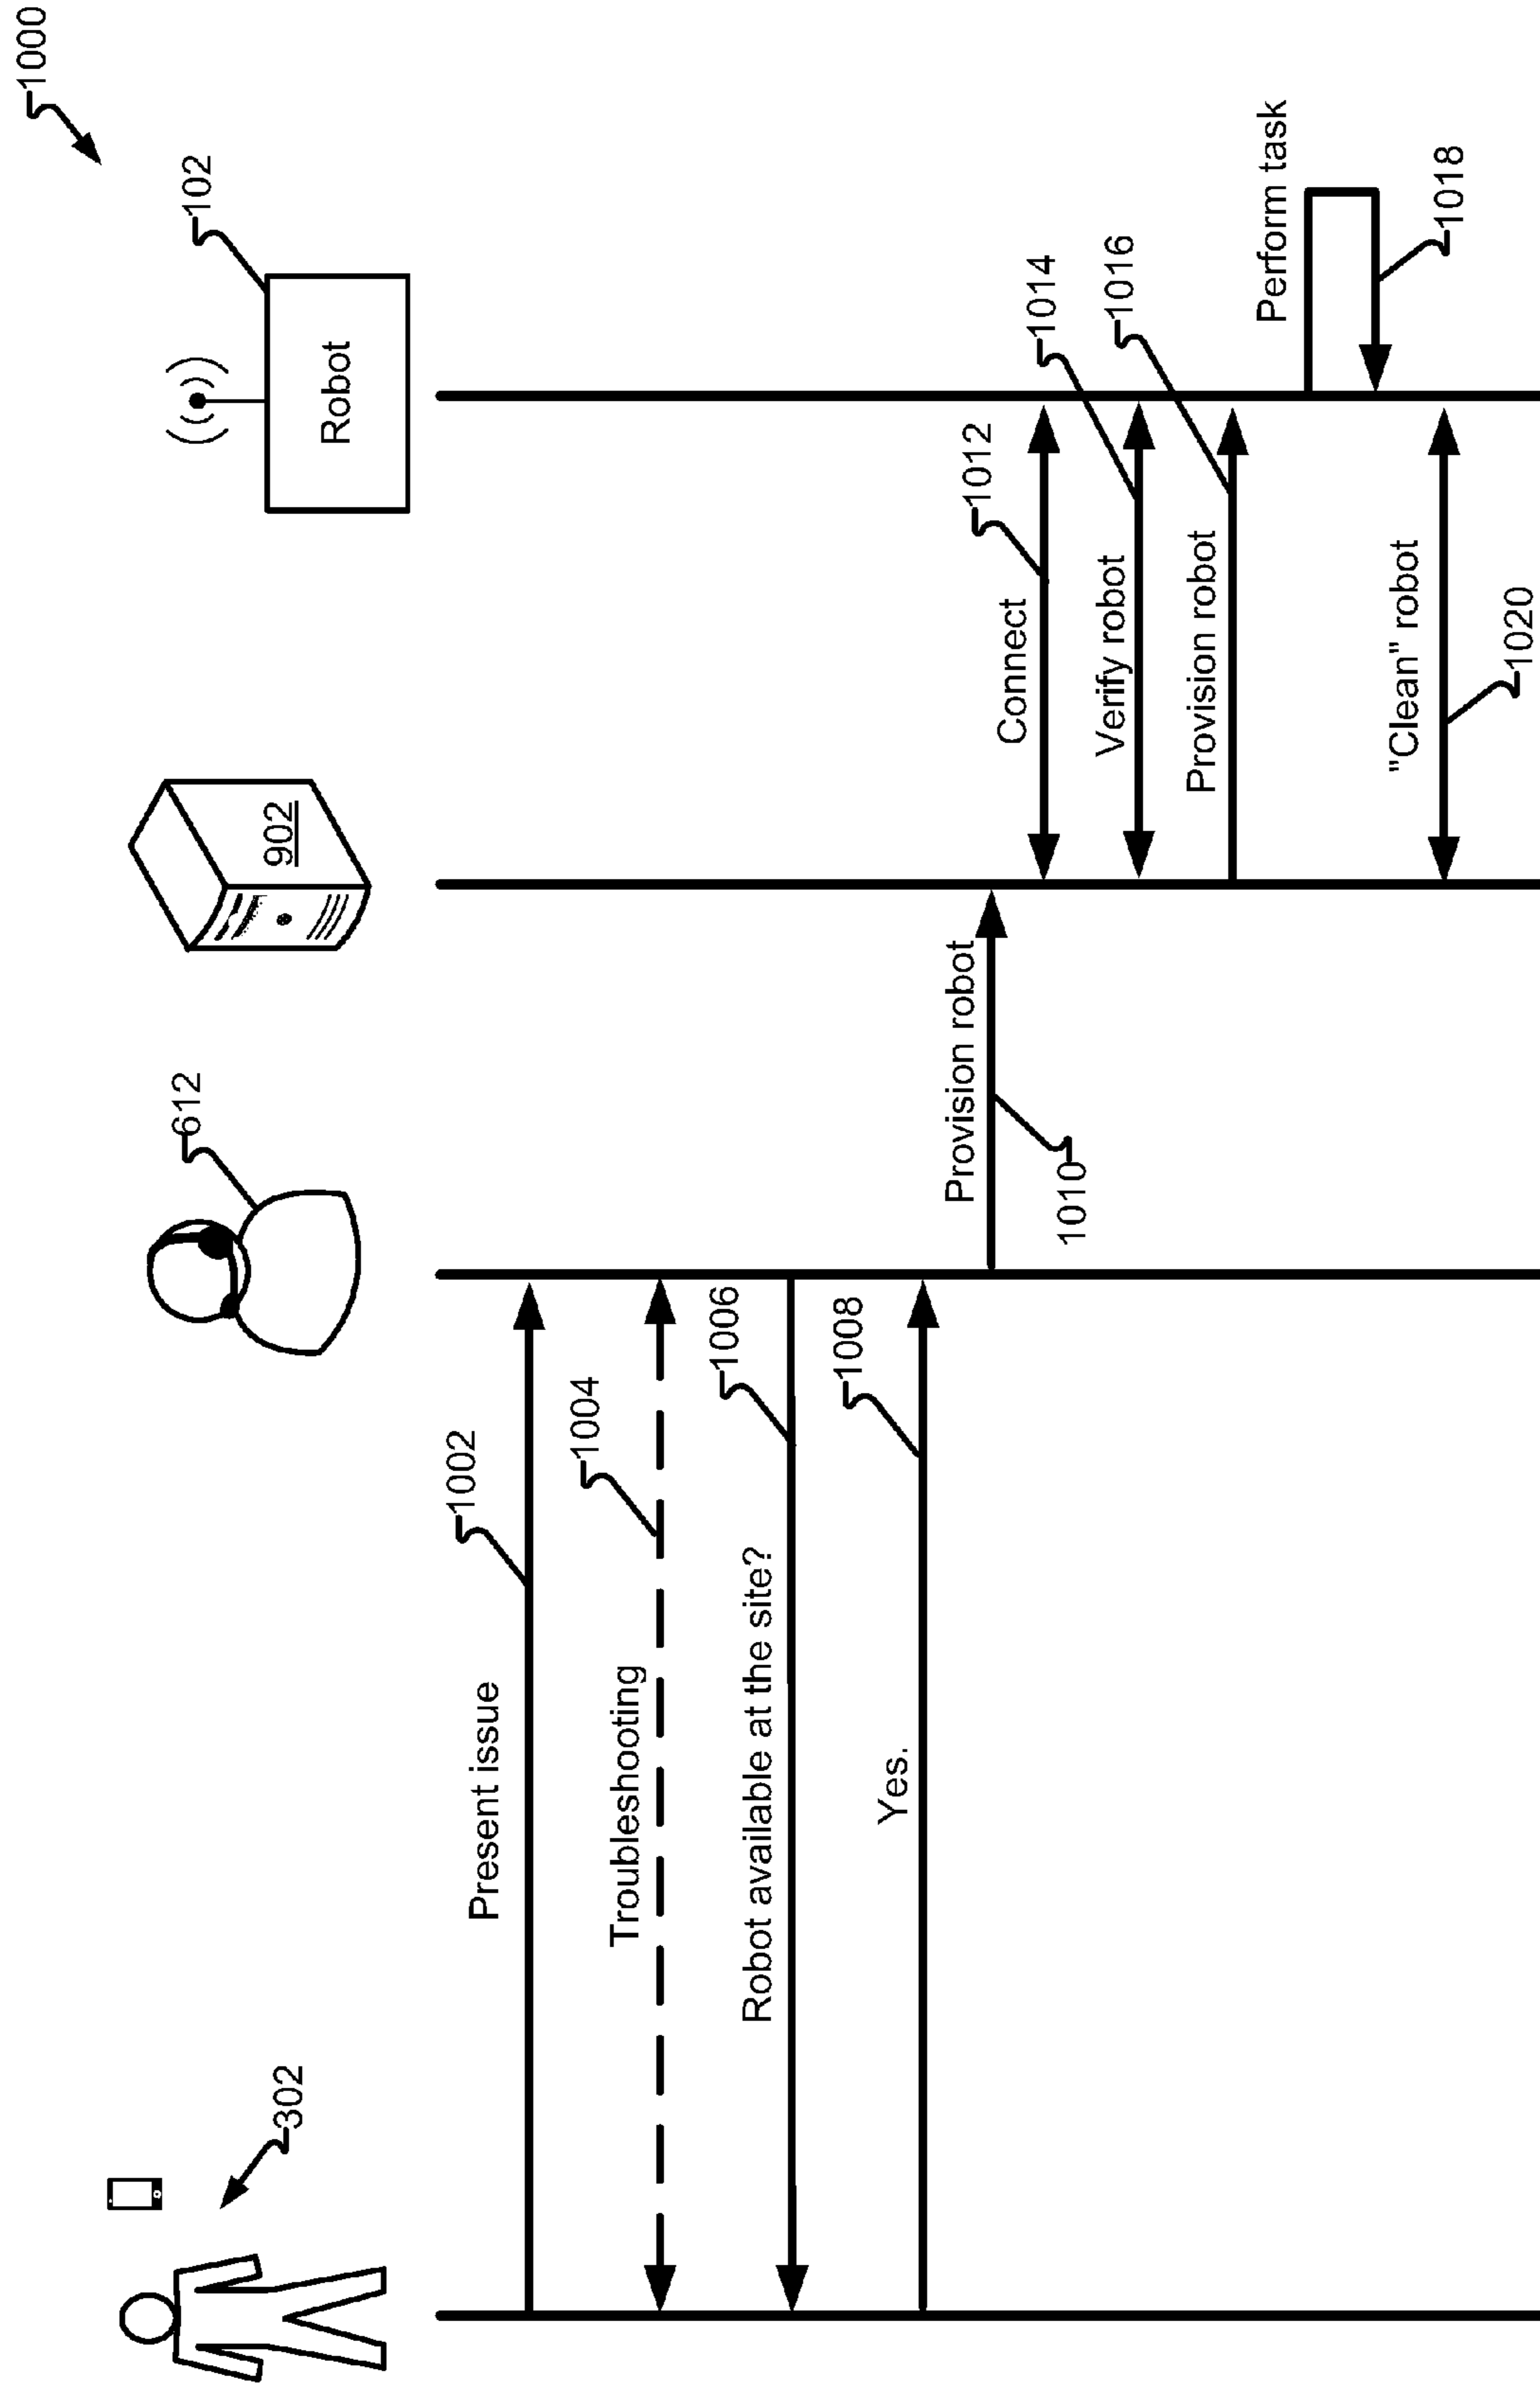 1000
302
612
902
102
Robot
Present issue
1002
Troubleshooting
1004
Robot available at the site?
1006
Yes.
1008
Provision robot
1010
Connect
1012
Verify robot
1014
Provision robot
1016
Perform task
1018
"Clean" robot
1020